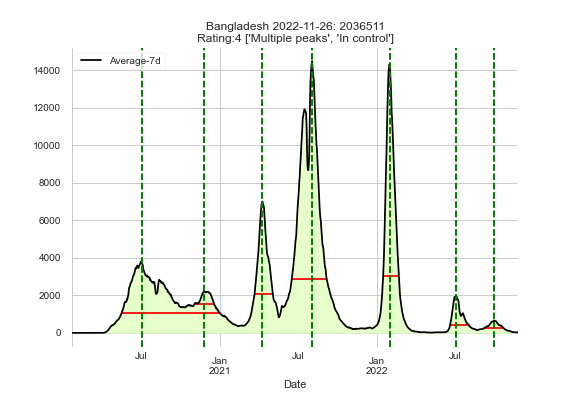 Bangladesh 2022-11-26: 2036511
Rating:4 ['Multiple peaks', 'In control']
Average-7d
14000
12000
10000
8000
6000
4000
2000
0
Jul
Jan
2021
Jul
Jan
2022
Jul
Date